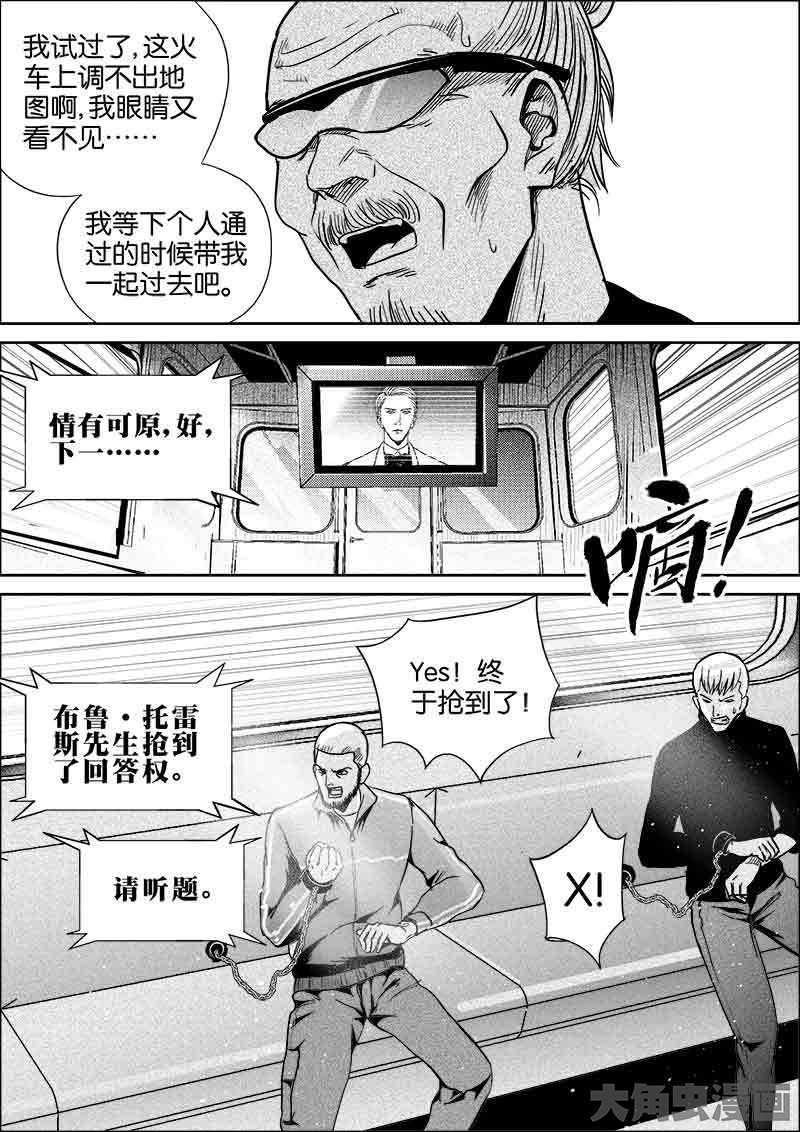 我试过了,这火
车上调不出地
图啊,我眼睛又
看不见……
我等下个人通
过的时候带我
一起过去吧。
情有可原,好,
下一……
嘀!
Yes！终
于抢到了！
布鲁·托雷
斯先生抢到
了回答权。
请听题。
X!
大角虫漫画